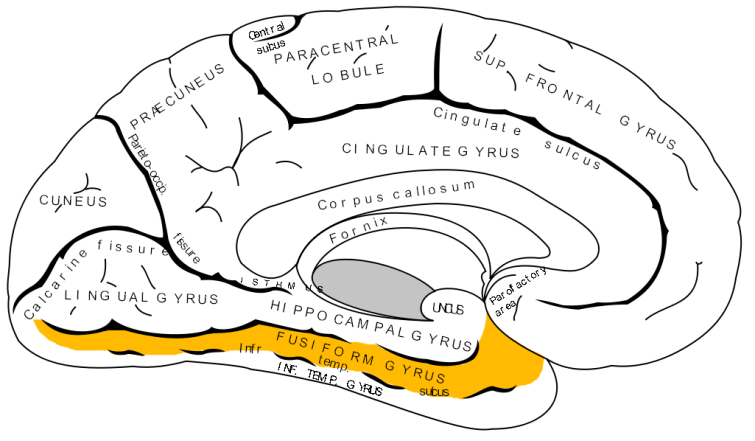 Central
sulcus
PARACENTRAL
LOBULE
SUP. FRONTAL GYRUS
PRÆCUNEUS
Cingulate sulcus
CINGULATE GYRUS
Parieto-occip.
fissure
CUNEUS
Corpus callosum
Fornix
Calcarine fissure
ISTHMUS
LINGUAL GYRUS
Parolfactory
area
UNCUS
HIPPOCAMPAL GYRUS
FUSIFORM GYRUS
Infr temp. sulcus
INF. TEMP. GYRUS